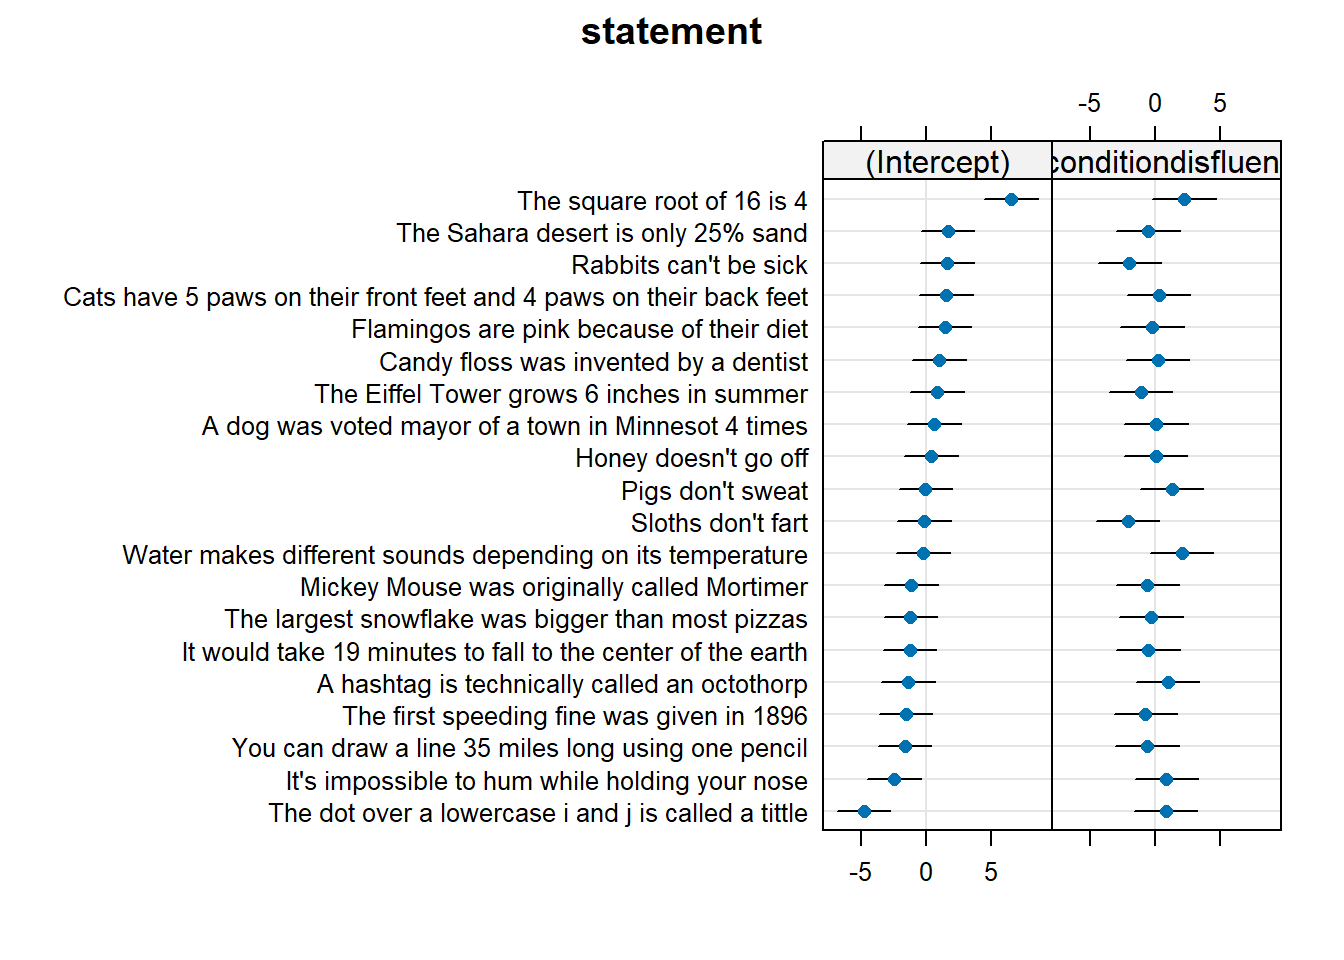 statement
-5 0 5
(Intercept) conditiondisfluen
The square root of 16 is 4
The Sahara desert is only 25% sand
Rabbits can't be sick
Cats have 5 paws on their front feet and 4 paws on their back feet
Flamingos are pink because of their diet
Candy floss was invented by a dentist
The Eiffel Tower grows 6 inches in summer
A dog was voted mayor of a town in Minnesot 4 times
Honey doesn't go off
Pigs don't sweat
Sloths don't fart
Water makes different sounds depending on its temperature
Mickey Mouse was originally called Mortimer
The largest snowflake was bigger than most pizzas
It would take 19 minutes to fall to the center of the earth
A hashtag is technically called an octothorp
The first speeding fine was given in 1896
You can draw a line 35 miles long using one pencil
It's impossible to hum while holding your nose
The dot over a lowercase i and j is called a tittle
-5 0 5